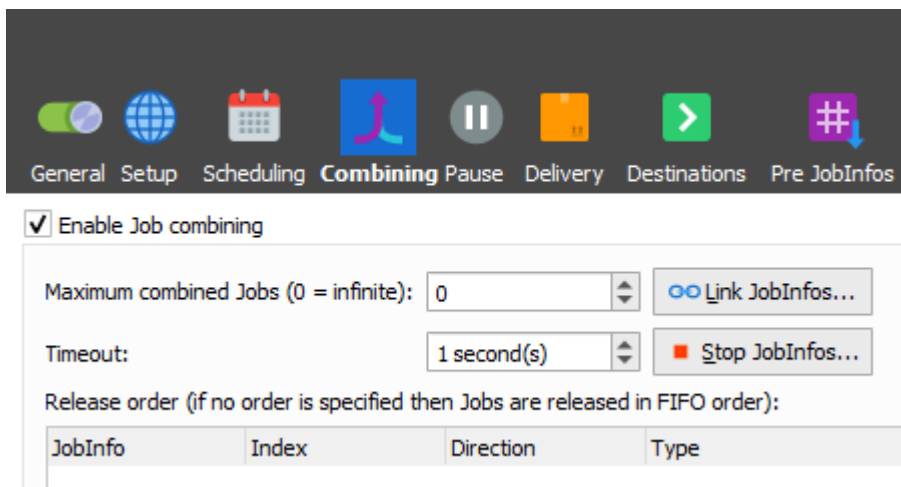 General Setup Scheduling Combining Pause Delivery Destinations Pre JobInfos
Enable Job combining
Maximum combined Jobs (0 = infinite): 0 Link JobInfos...
Timeout: 1 second(s) Stop JobInfos...
Release order (if no order is specified then Jobs are released in FIFO order):
JobInfo Index Direction Type